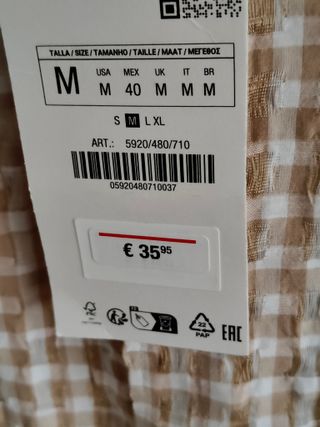 TALLA / SIZE / TAMANHO / TAILLE / MAAT / ΜΕΓΕΘΟΣ
M
USA MEX UK IT BR
M 40 M M M
S M L XL
ART.: 5920/480/710
05920480710037
€ 35.95
22
PAP
EAC